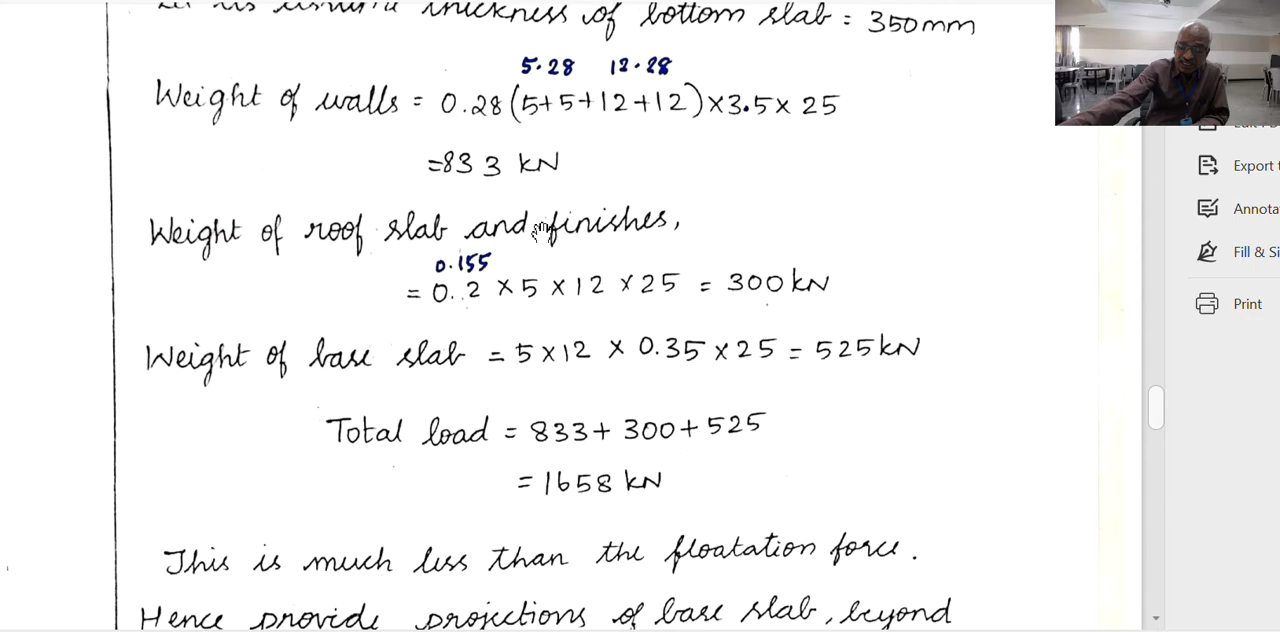 thickness of bottom slab = 350mm
5.28 12.28
Weight of walls = 0.28 (5+5+12+12) ×3.5 × 25
=833 kN
Weight of roof slab and finishes,
0.155
= 0.2 × 5 × 12 × 25 = 300 kN
Weight of base slab = 5 × 12 × 0.35 × 25 = 525 kN
Total load = 833 + 300 + 525
= 1658 kN
This is much less than the floatation force.
Hence provide projections of base slab, beyond
Export t
Annota
Fill & Si
Print